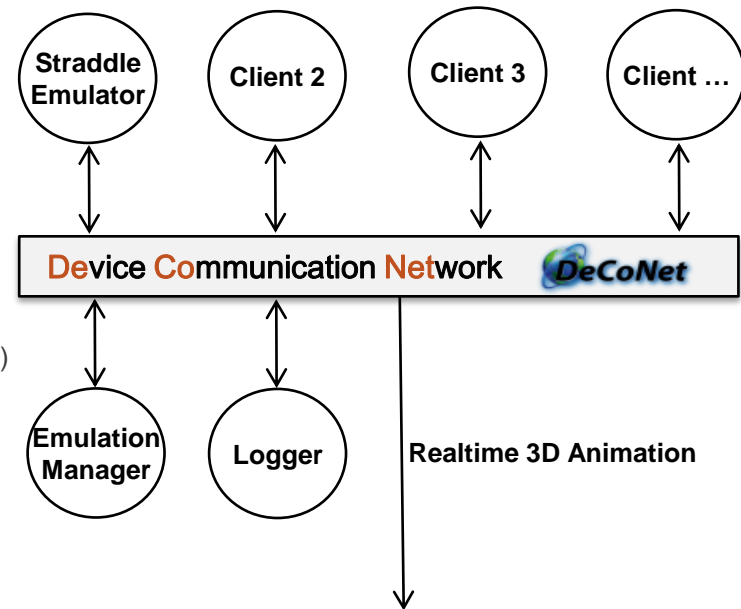 Straddle
Emulator
Client 2
Client 3
Client …
Device Communication Network
DeCoNet
)
Emulation
Manager
Logger
Realtime 3D Animation